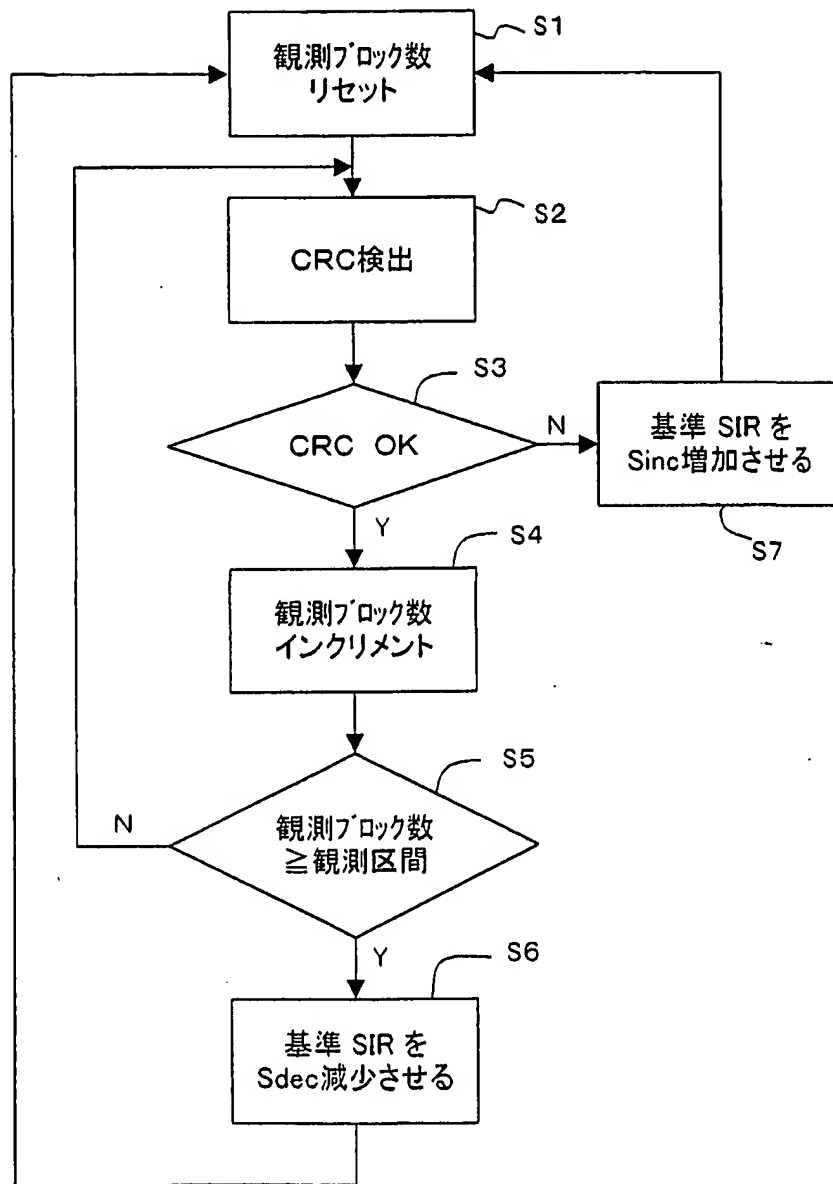 観測ブロック数
リセット
S1
CRC検出
S2
CRC OK
S3
N
基準 SIR を
Sinc増加させる
S7
Y
観測ブロック数
インクリメント
S4
観測ブロック数
≧観測区間
S5
N
Y
基準 SIR を
Sdec減少させる
S6